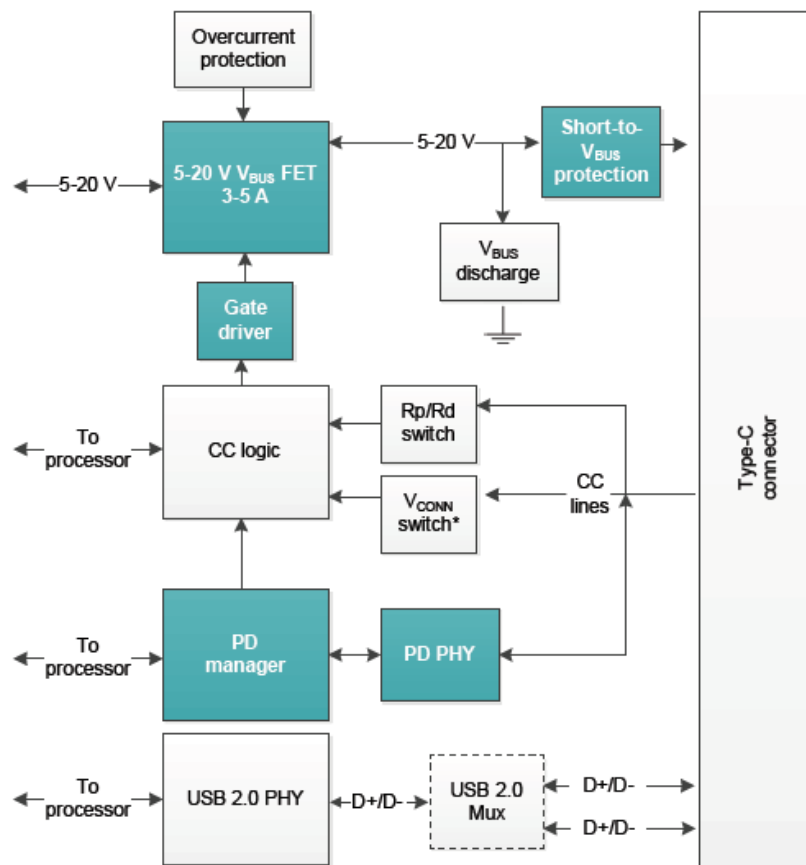 Overcurrent
protection
5-20 V
5-20 V VBUS FET
3-5 A
5-20 V
Short-to-
VBUS
protection
VBUS
discharge
Gate
driver
To
processor
CC logic
Rp/Rd
switch
VCONN
switch*
CC
lines
Type-C
connector
To
processor
PD
manager
PD PHY
To
processor
USB 2.0 PHY
D+/D-
USB 2.0
Mux
D+/D-
D+/D-